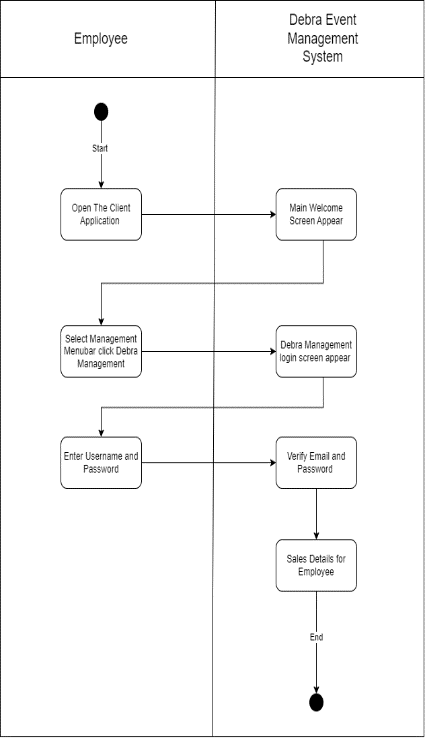 Employee
Debra Event
Management
System
Start
Open The Client
Application
Main Welcome
Screen Appear
Select Management
Menubar click Debra
Management
Debra Management
login screen appear
Enter Username and
Password
Verify Email and
Password
Sales Details for
Employee
End